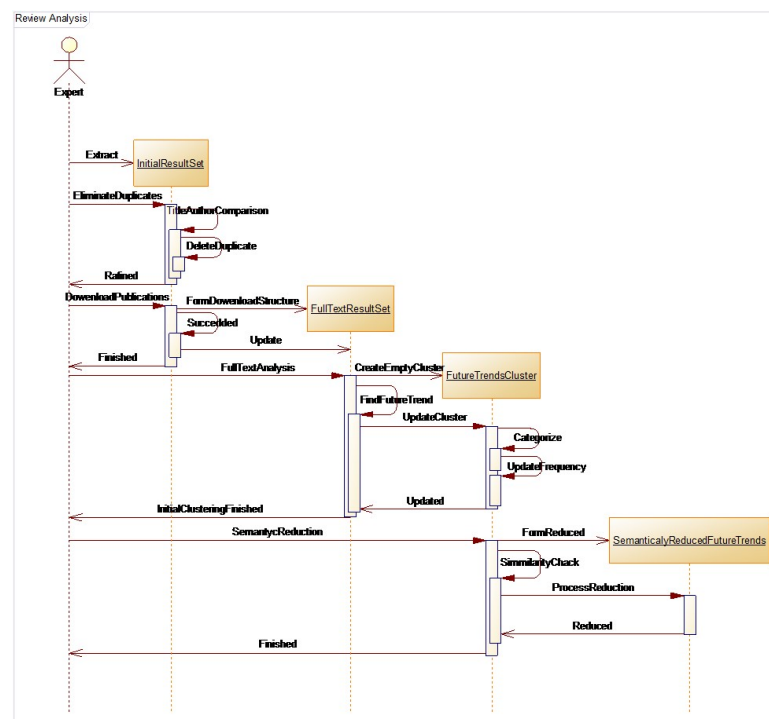 Review Analysis
Expert
Extract
InitialResultSet
EliminateDuplicates
TitleAuthorComparison
DeleteDuplicate
Rafined
DowenloadPublications
FormDowenloadStructure
FullTextResultSet
Succedded
Update
Finished
FullTextAnalysis
CreateEmptyCluster
FutureTrendsCluster
FindFutureTrend
UpdateCluster
Categorize
UpdateFrequency
Updated
InitialClusteringFinished
SemantycReduction
FormReduced
SemanticalyReducedFutureTrends
SimmilarityChack
ProcessReduction
Reduced
Finished